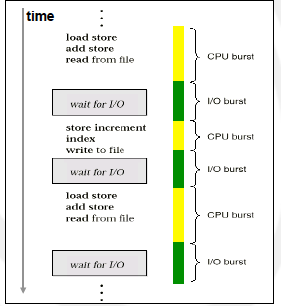 time
load store
add store
read from file
CPU burst
wait for I/O
I/O burst
store increment
index
write to file
CPU burst
wait for I/O
I/O burst
load store
add store
read from file
CPU burst
wait for I/O
I/O burst